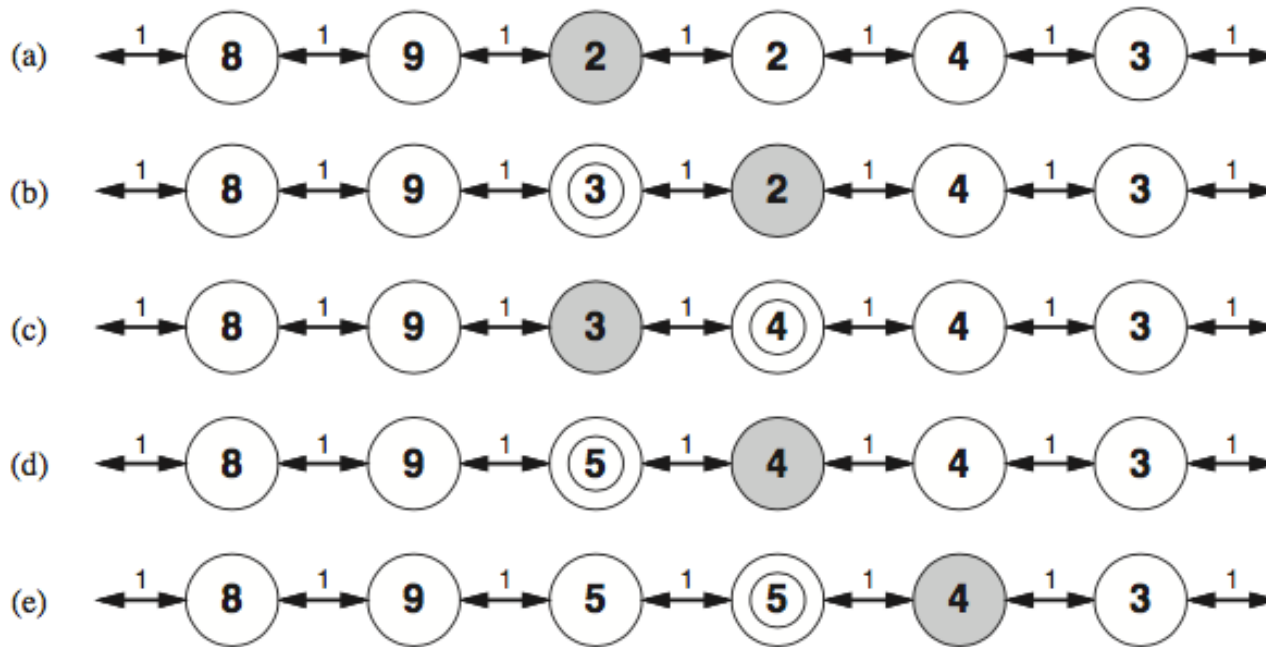 1 1 1 1 1 1 1
(a) 8 9 2 2 4 3
1 1 1 1 1 1 1
(b) 8 9 3 2 4 3
1 1 1 1 1 1 1
(c) 8 9 3 4 4 3
1 1 1 1 1 1 1
(d) 8 9 5 4 4 3
1 1 1 1 1 1 1
(e) 8 9 5 5 4 3